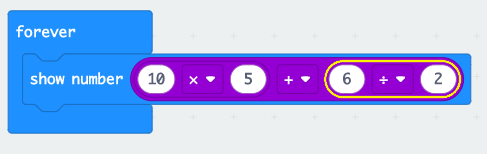 forever
show number 10 × ▼ 5 + ▼ 6 ÷ ▼ 2